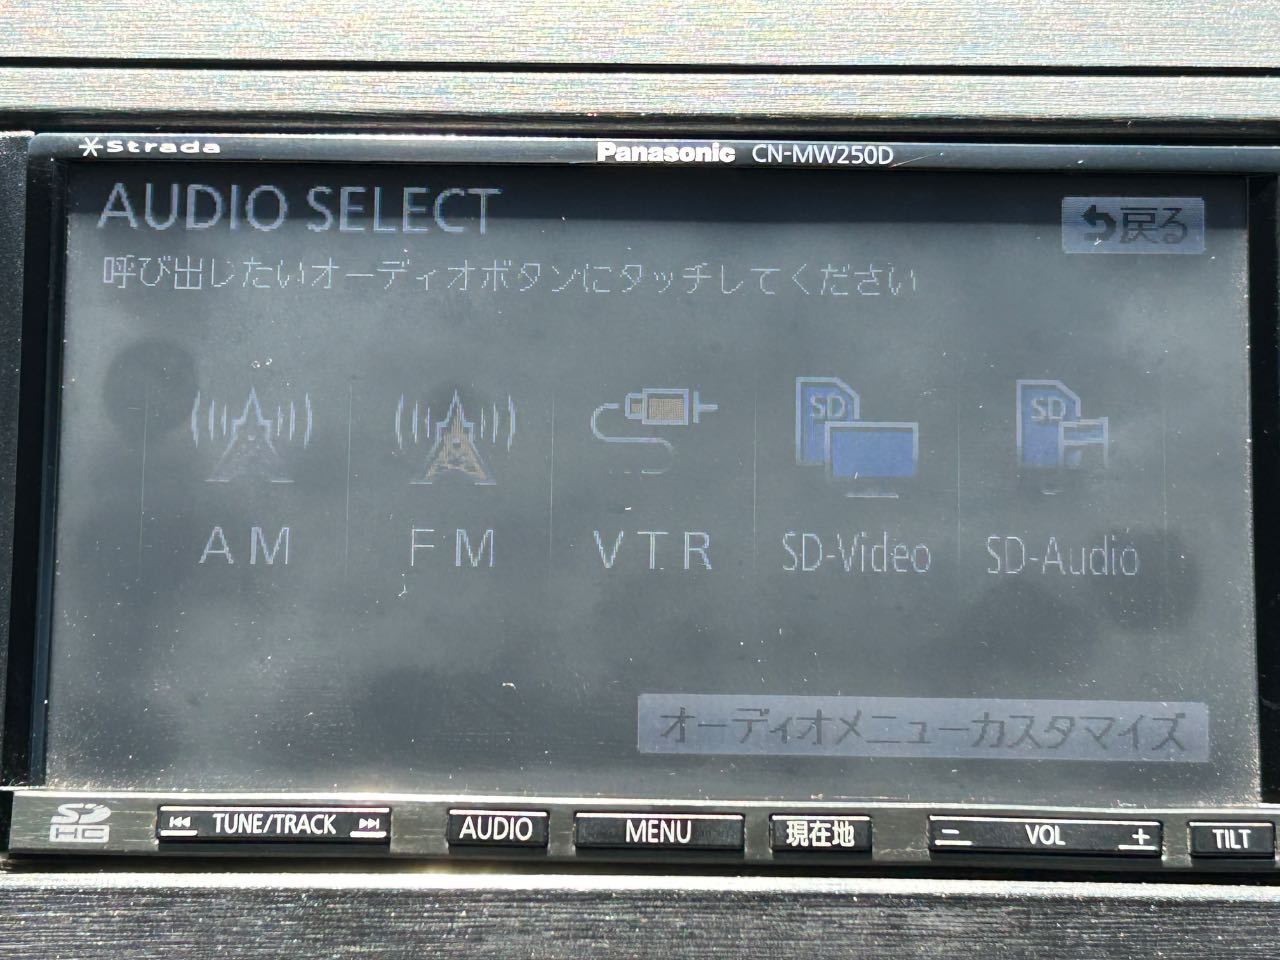 Strada
Panasonic CN-MW250D
AUDIO SELECT
戻る
呼び出したいオーディオボタンにタッチしてください
SD
SD
AM
FM
VTR
SD-Video
SD-Audio
オーディオメニューカスタマイズ
SD
HC
TUNE/TRACK
AUDIO
MENU
現在地
− VOL +
TILT